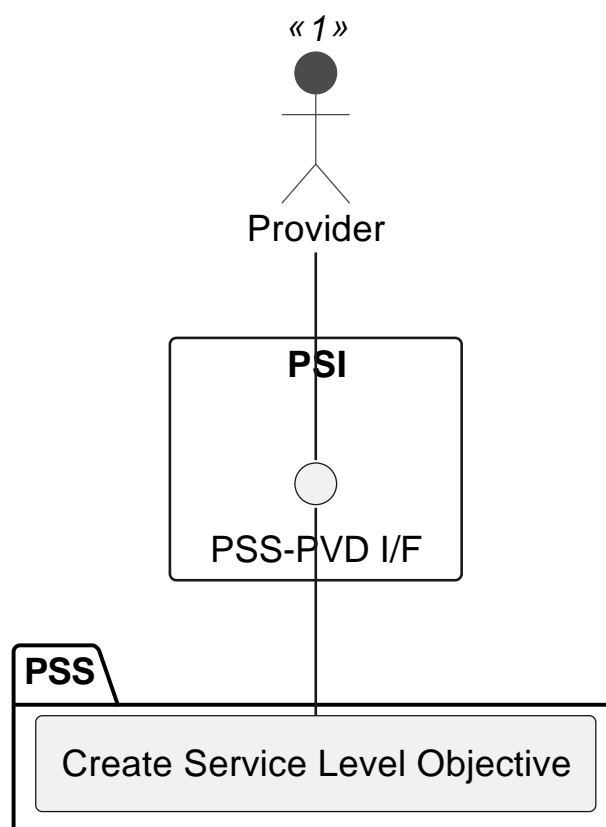 «1»
Provider
PSI
PSS-PVD I/F
PSS
Create Service Level Objective